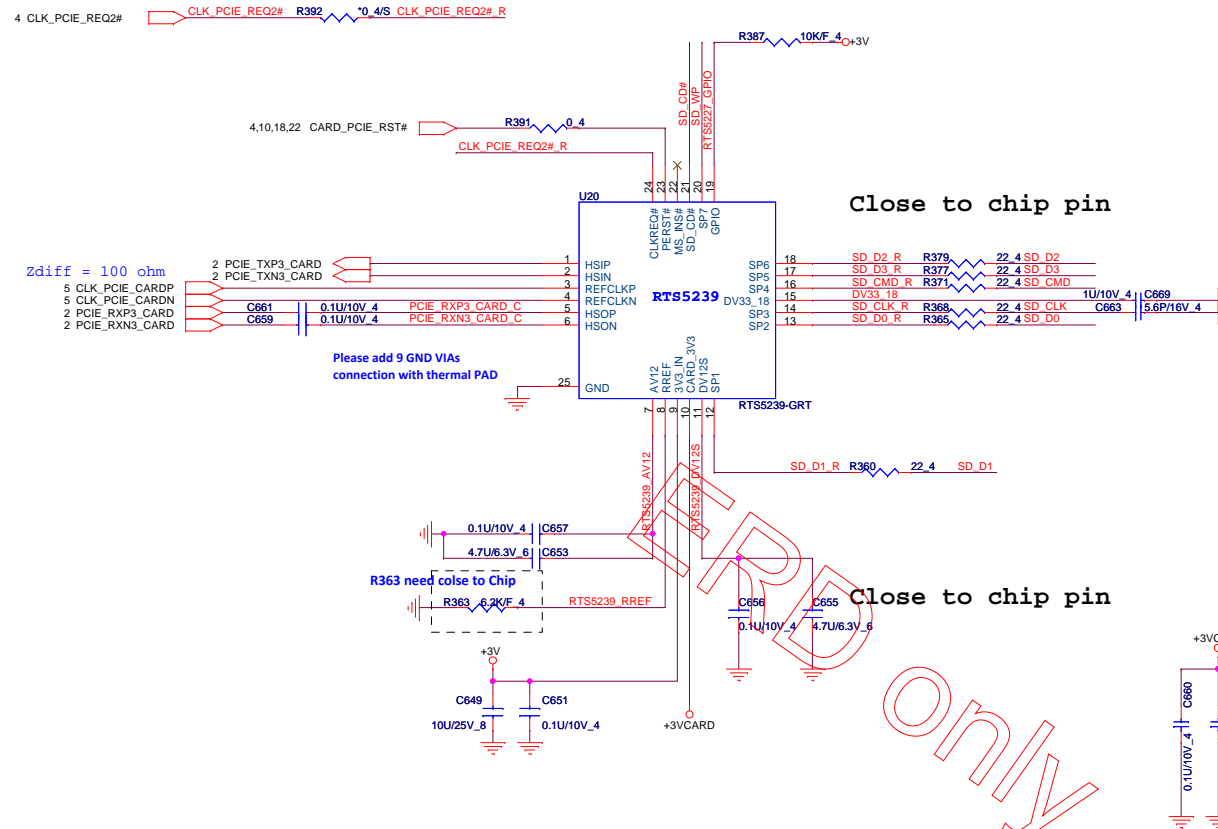 4 CLK_PCIE_REQ2# CLK_PCIE_REQ2# R392 *0_4/S CLK_PCIE_REQ2#_R
R387 10K/F_4 +3V
SD_CD#
SD_WP
RTS5227_GPIO
4,10,18,22 CARD_PCIE_RST# R391 0_4
CLK_PCIE_REQ2#_R
24 23 22 21 20 19
U20
CLKREQ# PERST# MS_INS# SD_CD# SP7 GPIO
Close to chip pin
Zdiff = 100 ohm
2 PCIE_TXP3_CARD 1 HSIP
2 PCIE_TXN3_CARD 2 HSIN
5 CLK_PCIE_CARDP 3 REFCLKP
5 CLK_PCIE_CARDN 4 REFCLKN
2 PCIE_RXP3_CARD C661 0.1U/10V_4 PCIE_RXP3_CARD_C 5 HSOP
2 PCIE_RXN3_CARD C659 0.1U/10V_4 PCIE_RXN3_CARD_C 6 HSON
RTS5239
SP6 18 SD_D2_R R379 22_4 SD_D2
SP5 17 SD_D3_R R377 22_4 SD_D3
SP4 16 SD_CMD_R R371 22_4 SD_CMD
DV33_18 15 DV33_18 1U/10V_4 C669
SP3 14 SD_CLK_R R368 22_4 SD_CLK C663 5.6P/16V_4
SP2 13 SD_D0_R R365 22_4 SD_D0
Please add 9 GND VIAs
connection with thermal PAD
25 GND
AV12 RREF 3V3_IN CARD_3V3 DV12S SP1
7 8 9 10 11 12
RTS5239-GRT
RTS5239_AV12
RTS5239_DV12S
SD_D1_R R360 22_4 SD_D1
0.1U/10V_4 C657
4.7U/6.3V_6 C653
R363 need colse to Chip
R363 6.2K/F_4 RTS5239_RREF
C656 C655
0.1U/10V_4 4.7U/6.3V_6
Close to chip pin
+3V
C649 C651
10U/25V_8 0.1U/10V_4
+3VCARD
C660
0.1U/10V_4
only